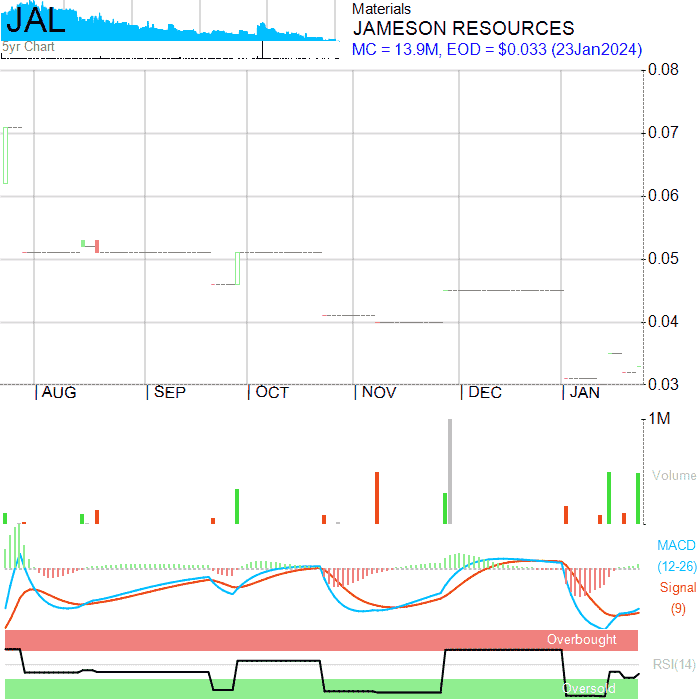 JAL
5yr Chart
Materials
JAMESON RESOURCES
MC = 13.9M, EOD = $0.033 (23Jan2024)
0.08
0.07
0.06
0.05
0.04
0.03
AUG SEP OCT NOV DEC JAN
1M
Volume
MACD
(12-26)
Signal
(9)
Overbought
RSI(14)
Oversold